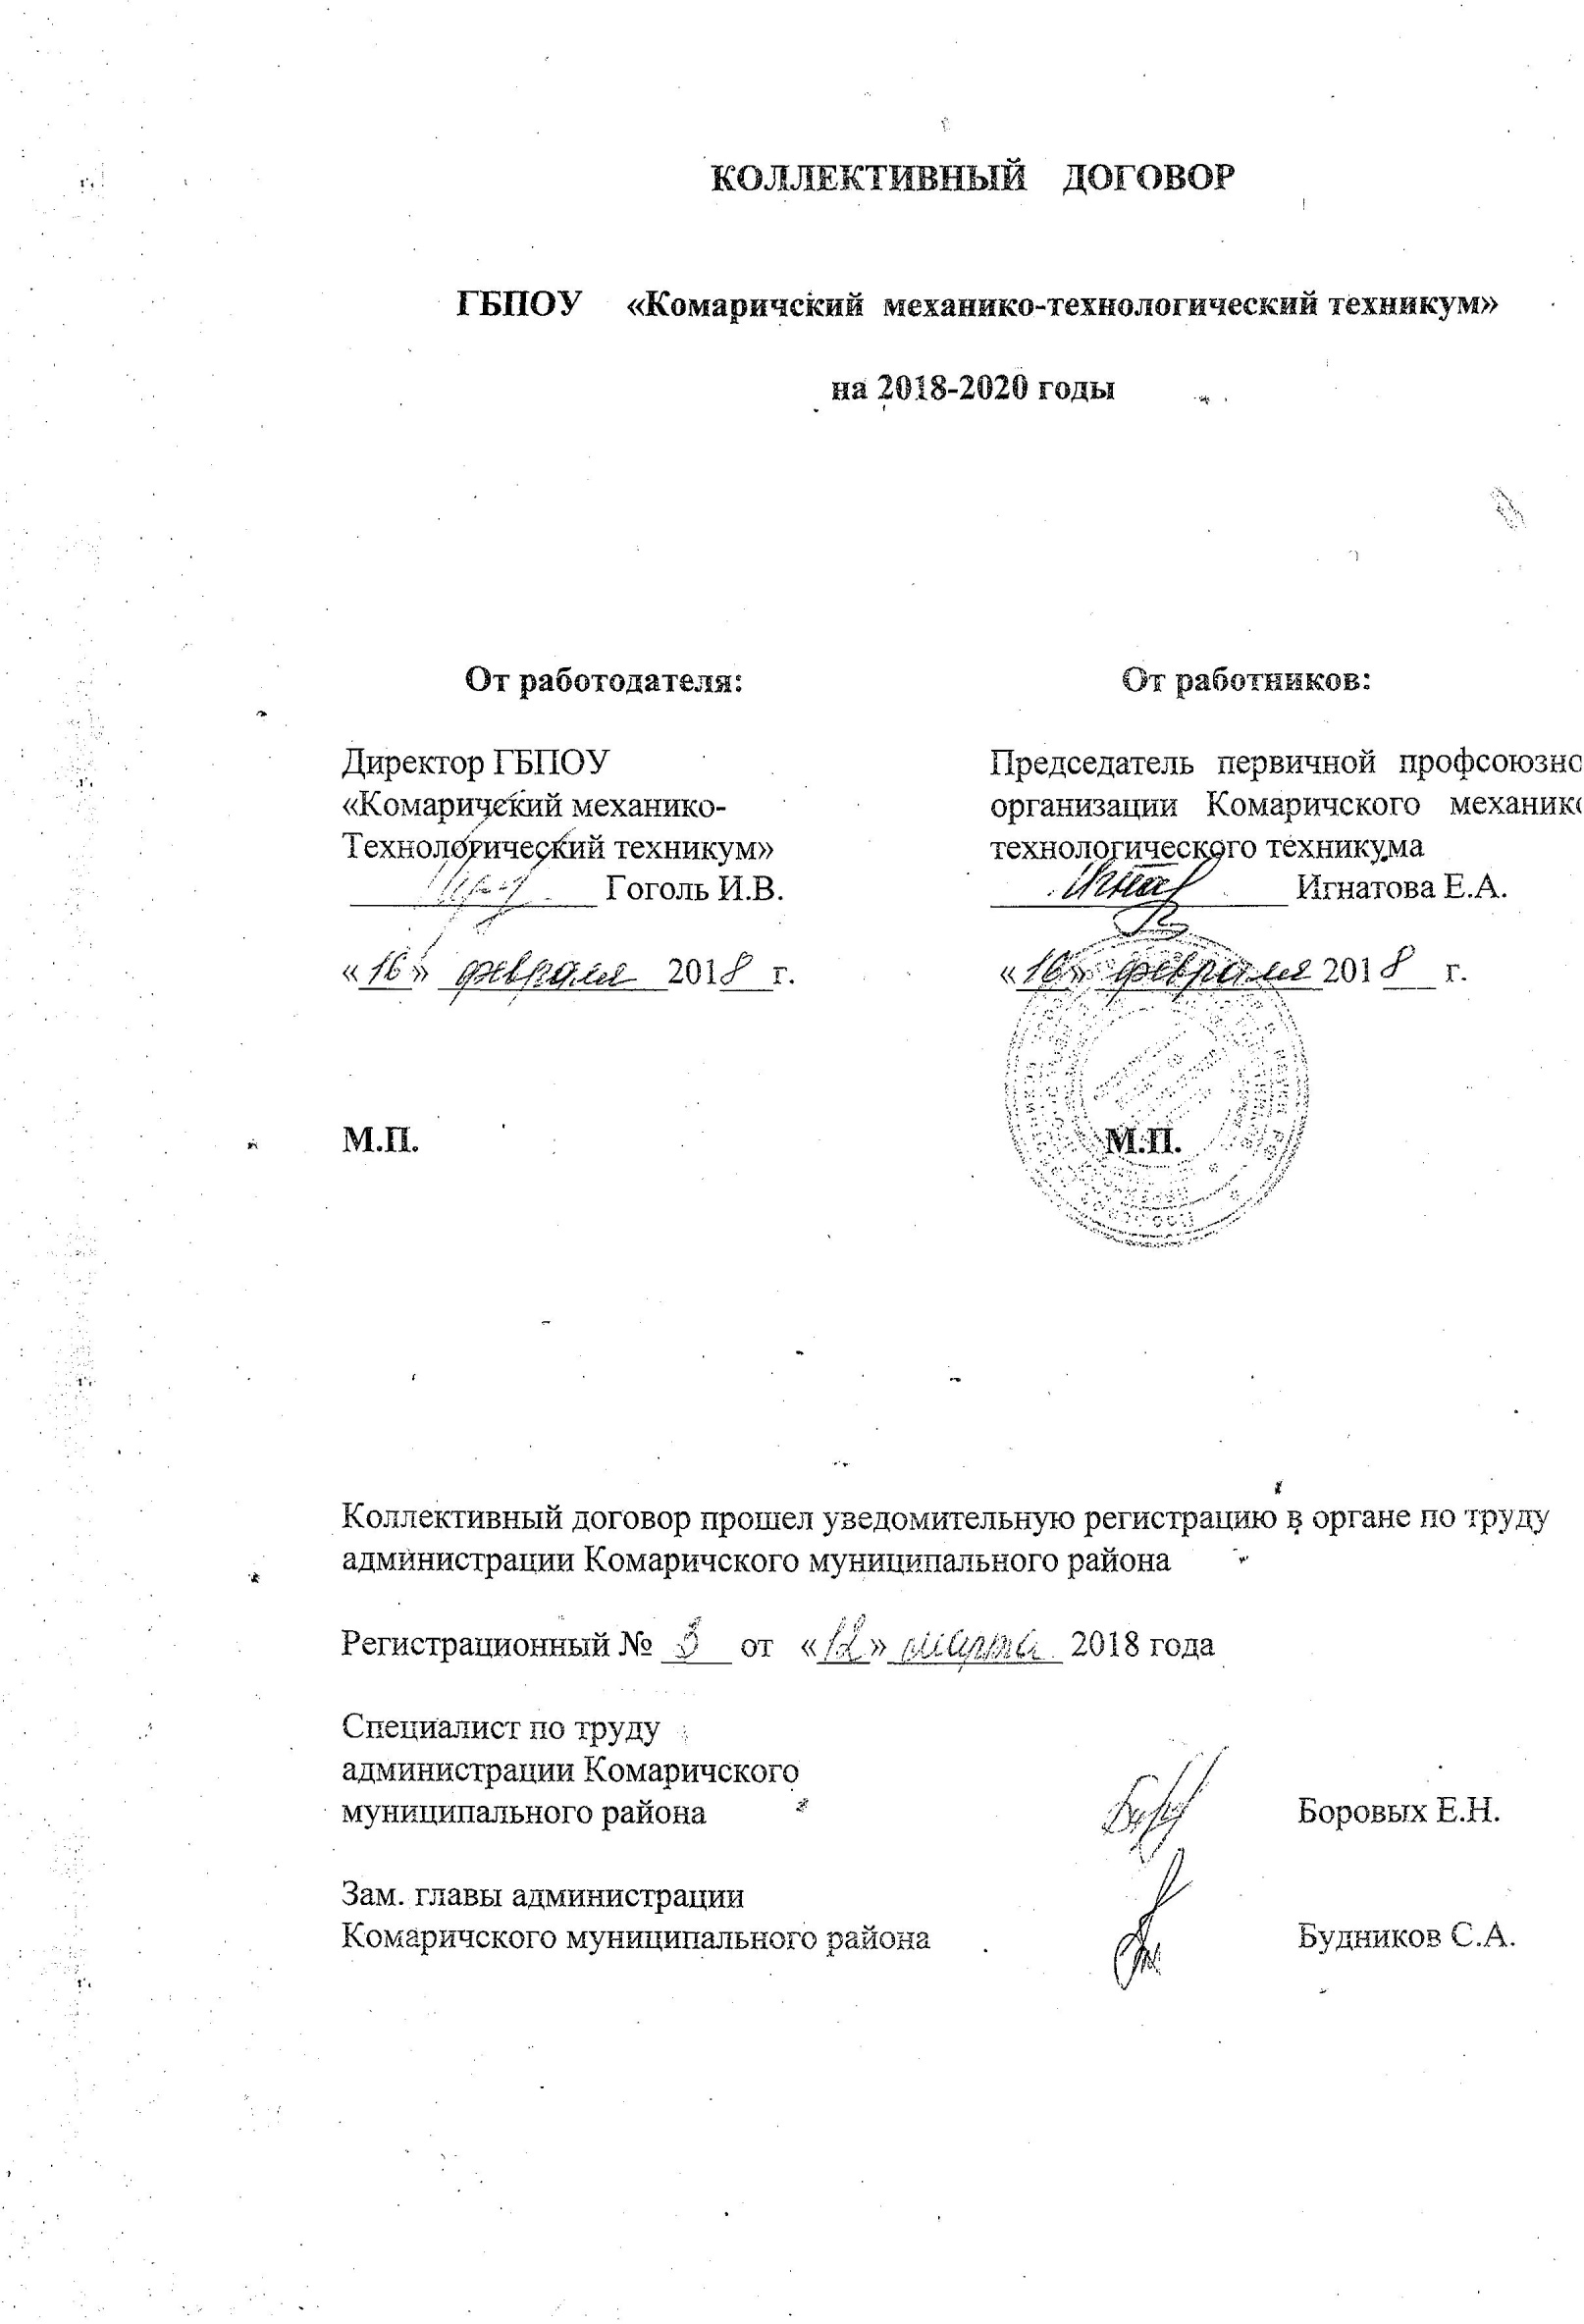 КОЛЛЕКТИВНЫЙ ДОГОВОР
ГБПОУ «Комаричский механико-технологический техникум»
на 2018-2020 годы
От работодателя:
Директор ГБПОУ
«Комаричский механико-
Технологический техникум»
Гоголь И.В.
«16» февраля 2018 г.
М.П.
От работников:
Председатель первичной профсоюзно
организации Комаричского механико
технологического техникума
Игнатова Е.А.
«16» февраля 2018 г.
М.П.
Коллективный договор прошел уведомительную регистрацию в органе по труду
администрации Комаричского муниципального района
Регистрационный № 3 от «12» марта 2018 года
Специалист по труду
администрации Комаричского
муниципального района Боровых Е.Н.
Зам. главы администрации
Комаричского муниципального района Будников С.А.